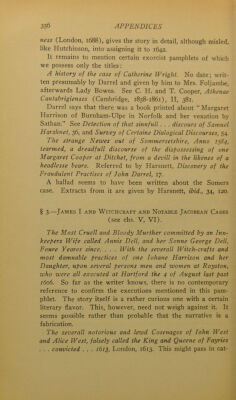 356 APPENDICES
ness (London, 1688), gives the story in detail, although misled,
like Hutchinson, into assigning it to 1642.
It remains to mention certain exorcist pamphlets of which
we possess only the titles:
A history of the case of Catherine Wright. No date; writ-
ten presumably by Darrel and given by him to Mrs. Foljambe,
afterwards Lady Bowes. See C. H. and T. Cooper, Athenae
Cantabrigienses (Cambridge, 1858-1861), II, 381.
Darrel says that there was a book printed about "Margaret
Harrison of Burnham-Ulpe in Norfolk and her vexation by
Sathan." See Detection of that sinnfull . . . discours of Samuel
Harshnet, 36, and Survey of Certaine Dialogical Discourses, 54.
The strange Newes out of Sommersetshire, Anno 1584,
tearmed, a dreadfull discourse of the dispossessing of one
Margaret Cooper at Ditchet, from a devill in the likenes of a
headlesse beare. Referred to by Harsnett, Discovery of the
Fraudulent Practises of John Darrel, 17.
A ballad seems to have been written about the Somers
case. Extracts from it are given by Harsnett, ibid., 34, 120.
§ 3.—James I and Witchcraft and Notable Jacobean Cases
(see chs. V, VI).
The Most Cruell and Bloody Murther committed by an Inn-
keepers Wife called Annis Dell, and her Sonne George Dell,
Foure Yeares since. . . . With the severall Witch-crafts and
most damnable practices of one Iohane Harrison and her
Daughter, upon severall persons men and women at Royston,
who were all executed at Hartford the 4 of August last past
1606. So far as the writer knows, there is no contemporary
reference to confirm the executions mentioned in this pam-
phlet. The story itself is a rather curious one with a certain
literary flavor. This, however, need not weigh against it. It
seems possible rather than probable that the narrative is a
fabrication.
The severall notorious and lewd Cosenages of Iohn West
and Alice West, falsely called the King and Queene of Fayries
. . . convicted . . . 1613, London, 1613. This might pass in cat-